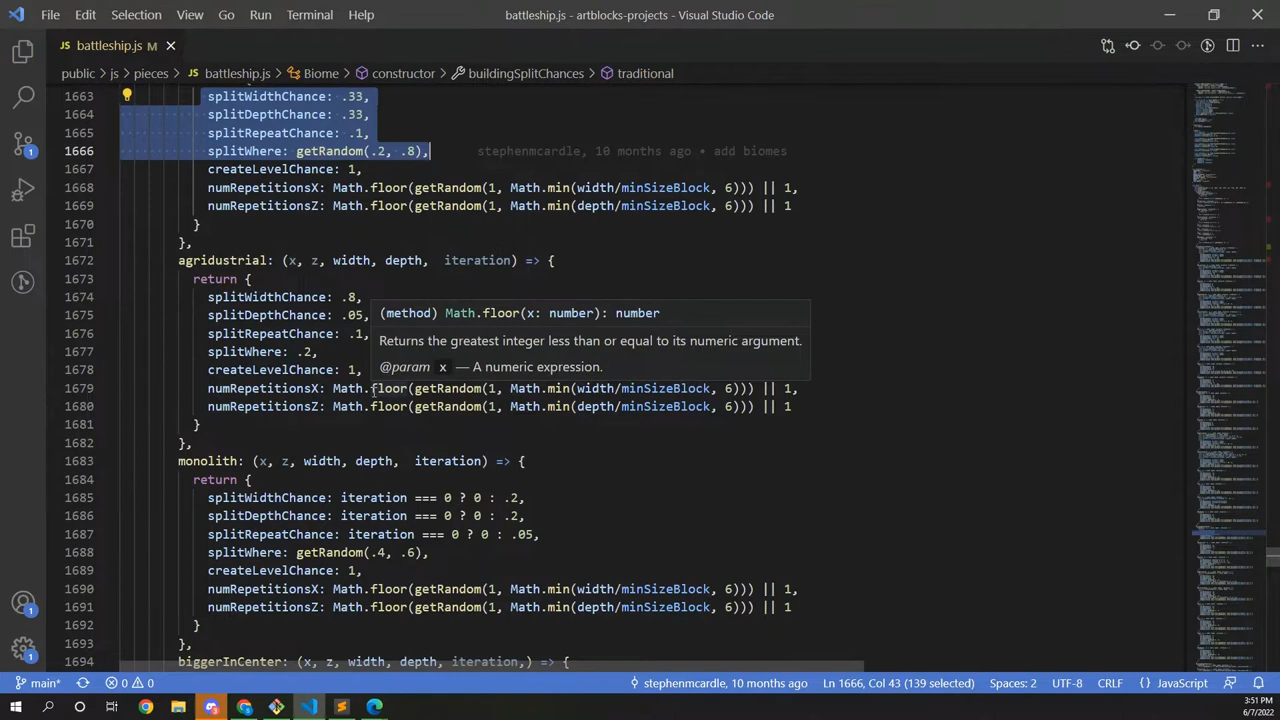 File Edit Selection View Go Run Terminal Help
battleship.js - artblocks-projects - Visual Studio Code
JS battleship.js M
public > js > pieces > JS battleship.js > Biome > constructor > buildingSplitChances > traditional
1663 splitWidthChance: .33,
1664 splitDepthChance: .33,
1665 splitRepeatChance: .1,
1666 splitWhere: getRandom(.2, .8), ago • add
1667 createLevelChance: 1,
1668 numRepetitionsX: Math.floor(getRandom(1, Math.min(width/minSizeBlock, 6))) || 1,
1669 numRepetitionsZ: Math.floor(getRandom(1, Math.min(depth/minSizeBlock, 6))) || 1
1670 }
1671 },
1672 agridustrial: (x, z, width, depth, iteration) => {
1673 return {
1674 splitWidthChance: .8,
1675 splitDepthChance: .05,
1676 splitRepeatChance: .1,
1677 splitWhere: .2,
1678 createLevelChance: 1,
1679 numRepetitionsX: Math.floor(getRandom(1, Math.min(width/minSizeBlock, 6))) || 1,
1680 numRepetitionsZ: Math.floor(getRandom(1, Math.min(depth/minSizeBlock, 6))) || 1
1681 }
1682 },
1683 monolith: (x, z, width, depth, iteration) => {
1684 return {
1685 splitWidthChance: iteration === 0 ? 0 : .2,
1686 splitDepthChance: iteration === 0 ? 0 :
1687 splitRepeatChance: iteration === 0 ? 0 :
1688 splitWhere: getRandom(.4, .6),
1689 createLevelChance: 1,
1690 numRepetitionsX: Math.floor(getRandom(1, Math.min(width/minSizeBlock, 6))) || 1,
1691 numRepetitionsZ: Math.floor(getRandom(1, Math.min(depth/minSizeBlock, 6))) || 1
1692 }
1693 },
1694 (x, z, width, depth, iteration) => {
(method) Math.floor(x: number): number
Returns the greatest integer less than or equal to its numeric argument.
@param x — A numeric expression.
1
1
1
main* 0 0 10 Ln 1666, Col 43 (139 selected) Spaces: 2 UTF-8 CRLF {} JavaScript
3:51 PM
6/7/2022